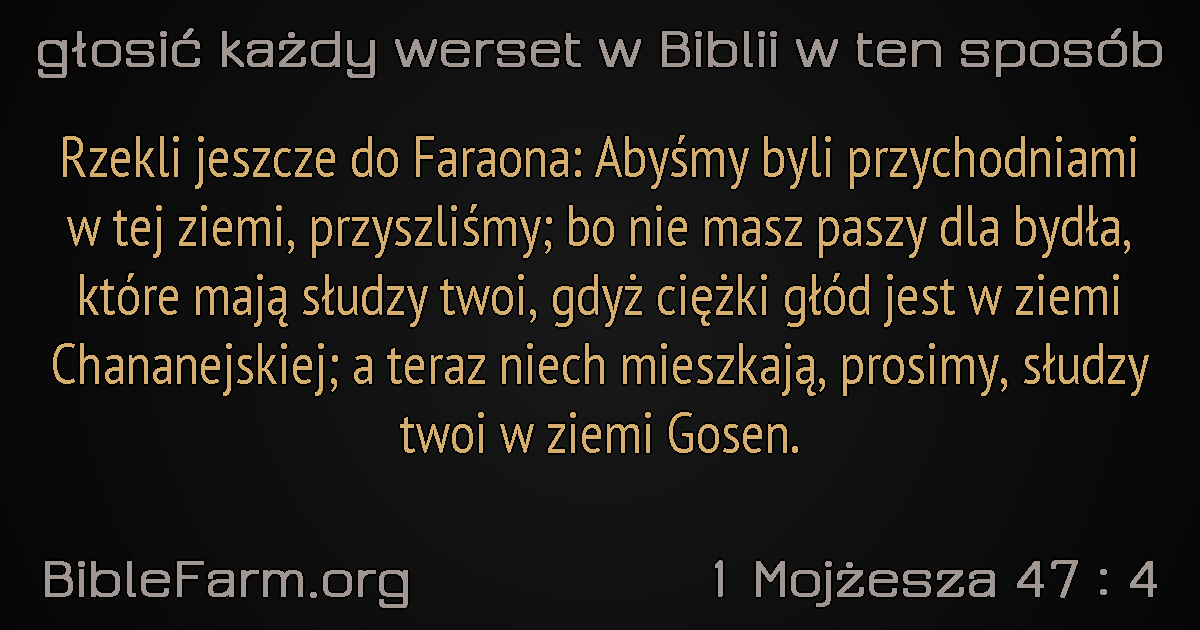 głosić każdy werset w Biblii w ten sposób
Rzekli jeszcze do Faraona: Abyśmy byli przychodniami
w tej ziemi, przyszliśmy; bo nie masz paszy dla bydła,
które mają słudzy twoi, gdyż ciężki głód jest w ziemi
Chananejskiej; a teraz niech mieszkają, prosimy, słudzy
twoi w ziemi Gosen.
BibleFarm.org
1 Mojżesza 47 : 4